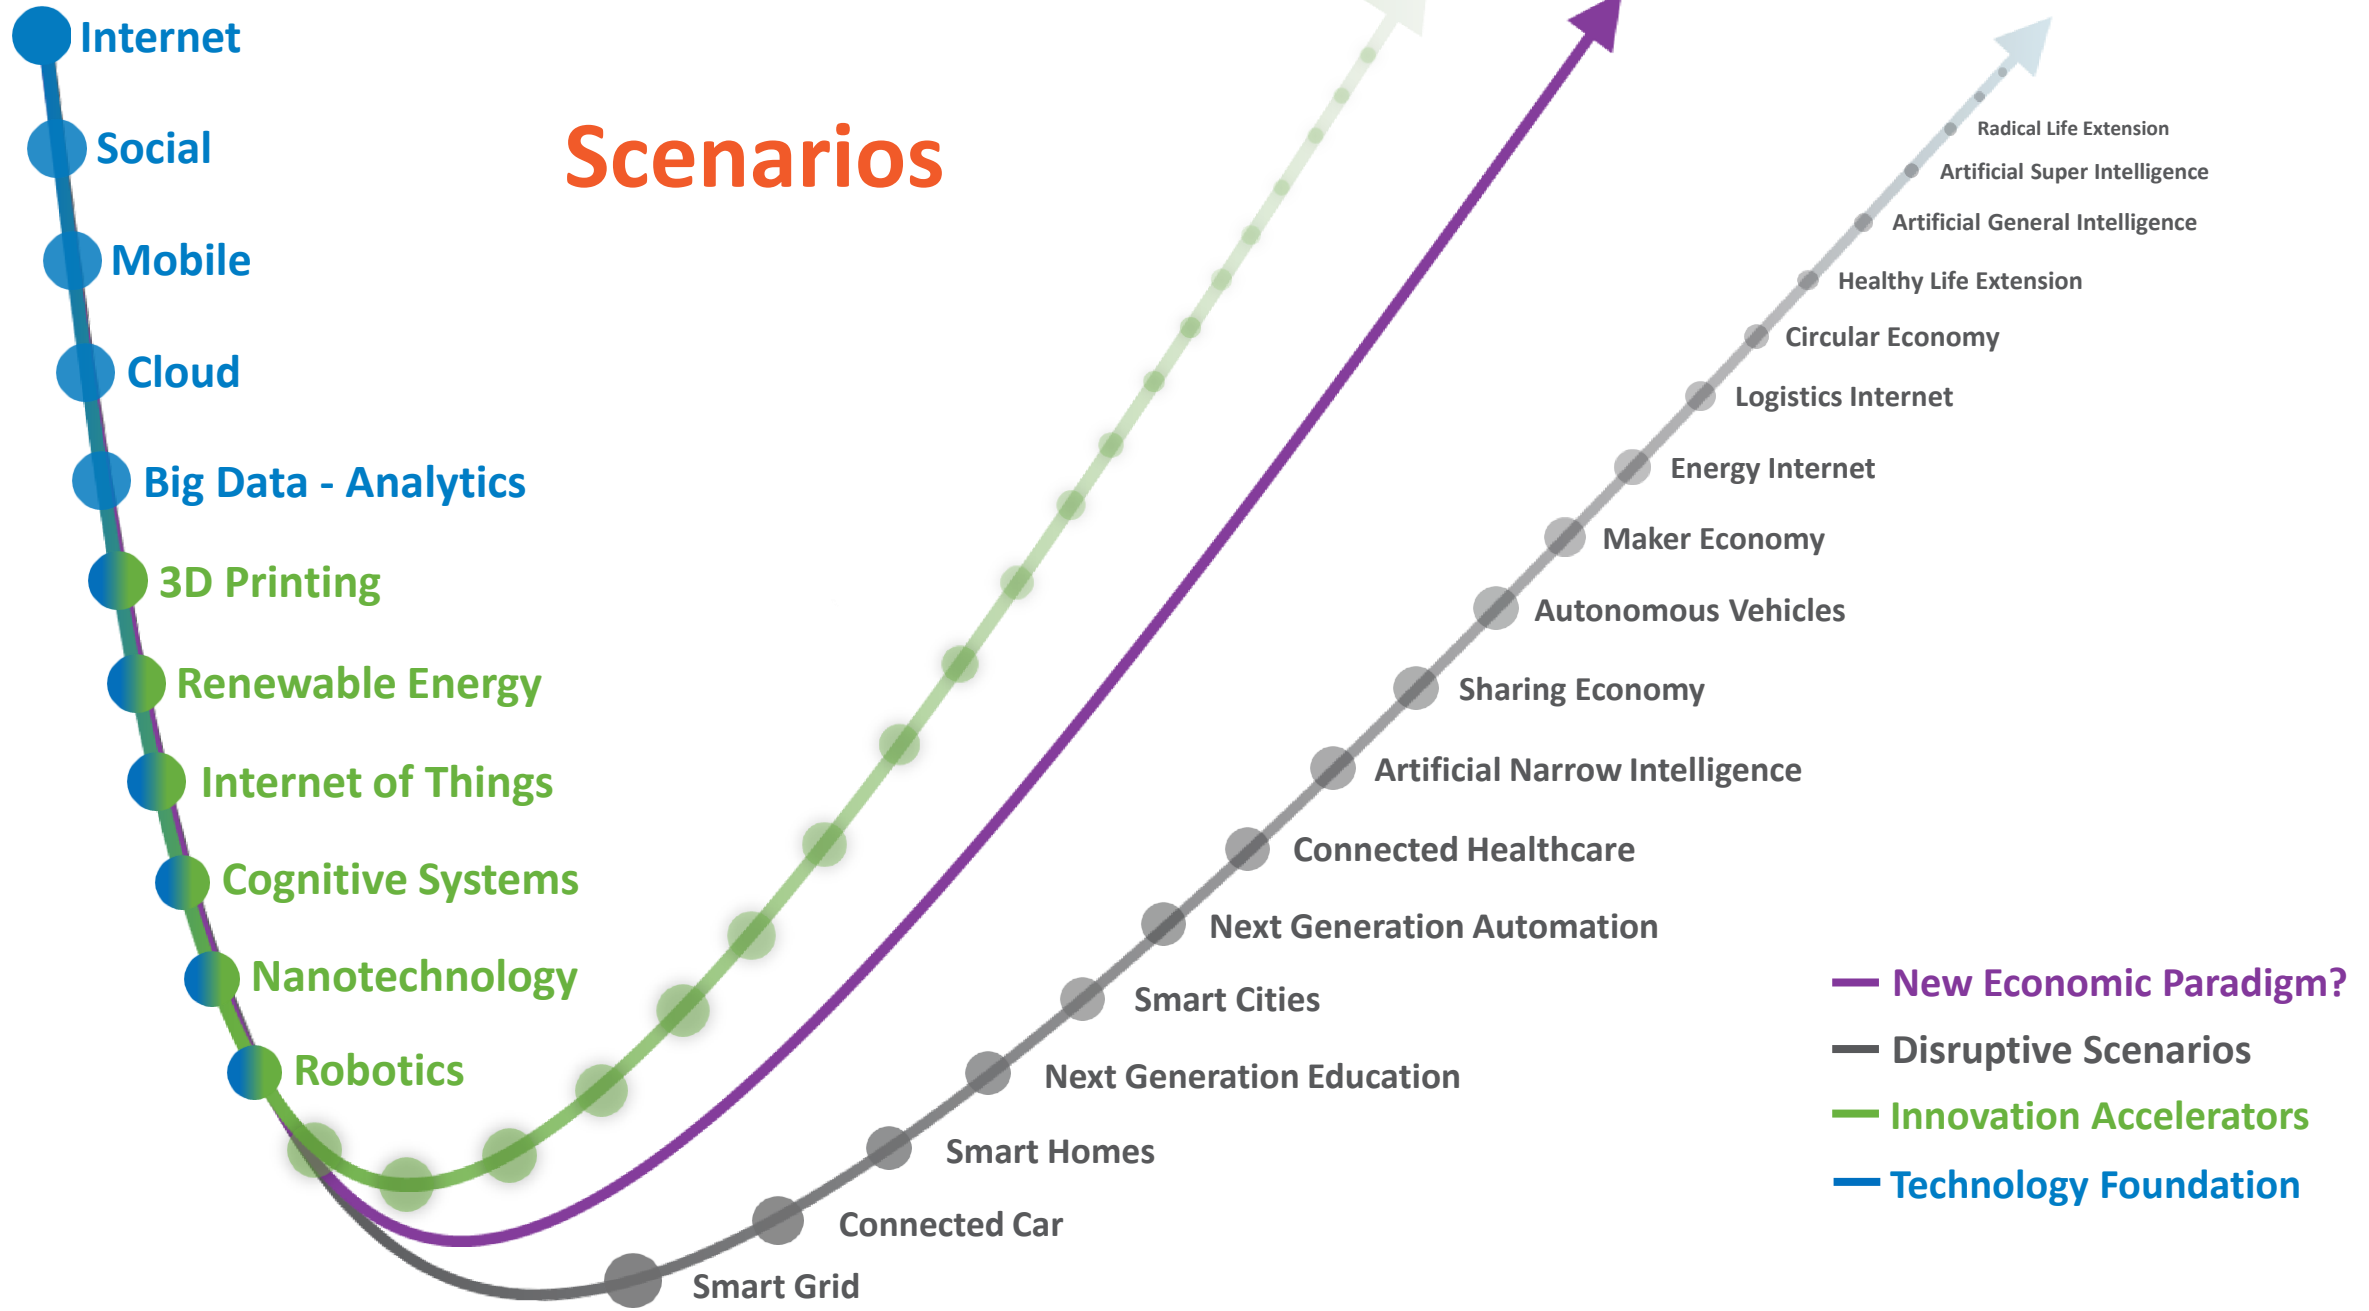 Internet
Social
Mobile
Cloud
Big Data - Analytics
3D Printing
Renewable Energy
Internet of Things
Cognitive Systems
Nanotechnology
Robotics
Scenarios
Radical Life Extension
Artificial Super Intelligence
Artificial General Intelligence
Healthy Life Extension
Circular Economy
Logistics Internet
Energy Internet
Maker Economy
Autonomous Vehicles
Sharing Economy
Artificial Narrow Intelligence
Connected Healthcare
Next Generation Automation
Smart Cities
Next Generation Education
Smart Homes
Connected Car
Smart Grid
New Economic Paradigm?
Disruptive Scenarios
Innovation Accelerators
Technology Foundation